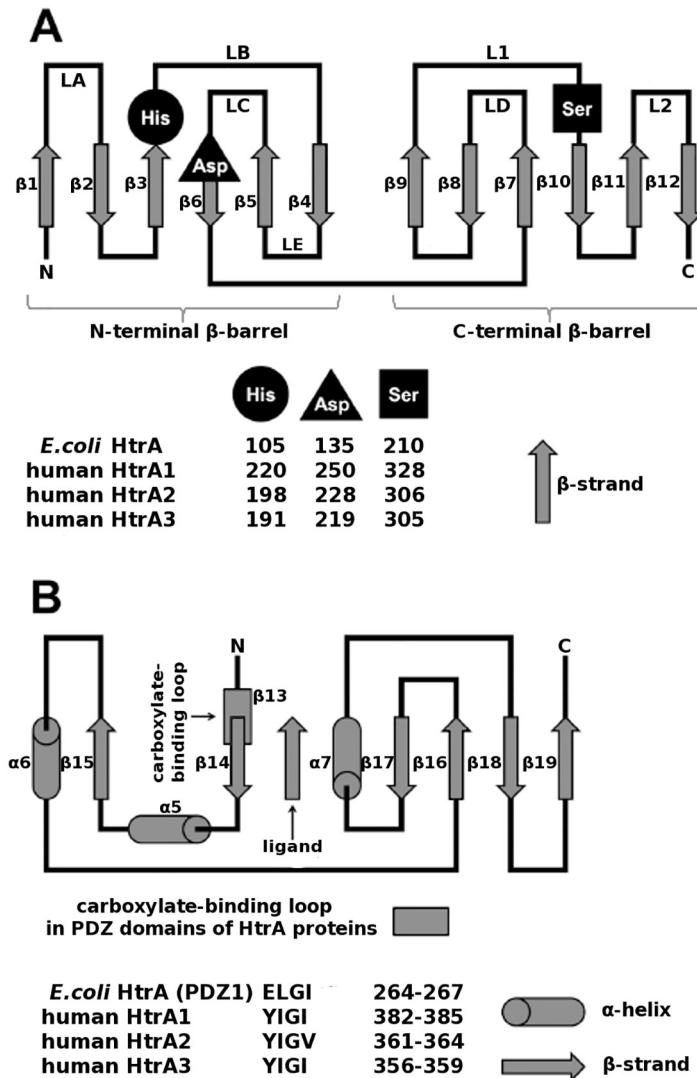 A
LA
LB
LC
L1
LD
L2
His
Asp
Ser
β1
β2
β3
β6
β5
β4
β9
β8
β7
β10
β11
β12
LE
N
C
N-terminal β-barrel
C-terminal β-barrel
His Asp Ser
E.coli HtrA 105 135 210
human HtrA1 220 250 328
human HtrA2 198 228 306
human HtrA3 191 219 305
β-strand
B
N
C
carboxylate-
binding loop
β13
α6
β15
β14
α7
β17
β16
β18
β19
α5
ligand
carboxylate-binding loop
in PDZ domains of HtrA proteins
E.coli HtrA (PDZ1) ELGI 264-267
human HtrA1 YIGI 382-385
human HtrA2 YIGV 361-364
human HtrA3 YIGI 356-359
α-helix
β-strand